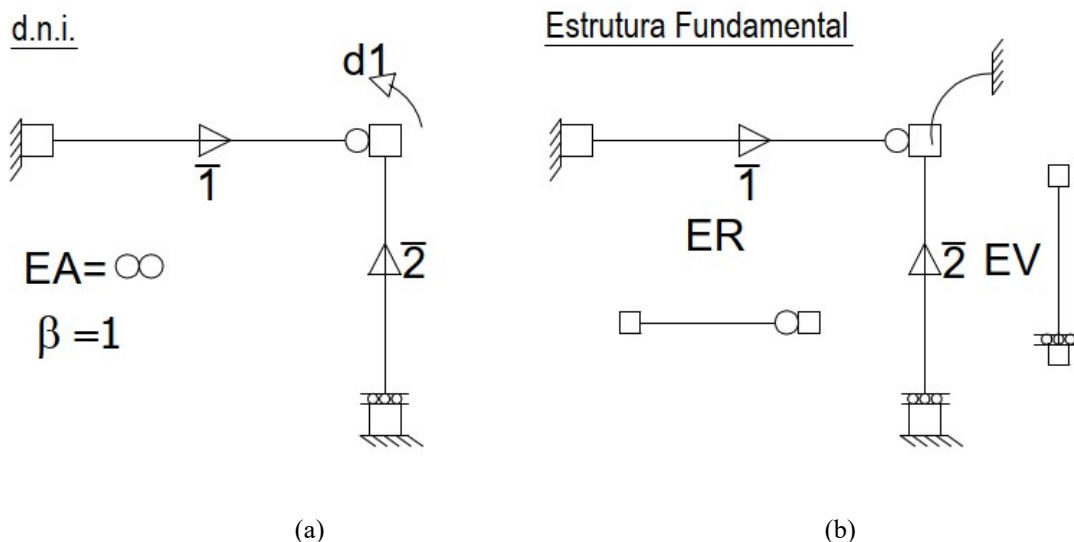 d.n.i.
d1
1̅
EA=∞
β =1
2̅
(a)
Estrutura Fundamental
1̅
ER
2̅
EV
(b)